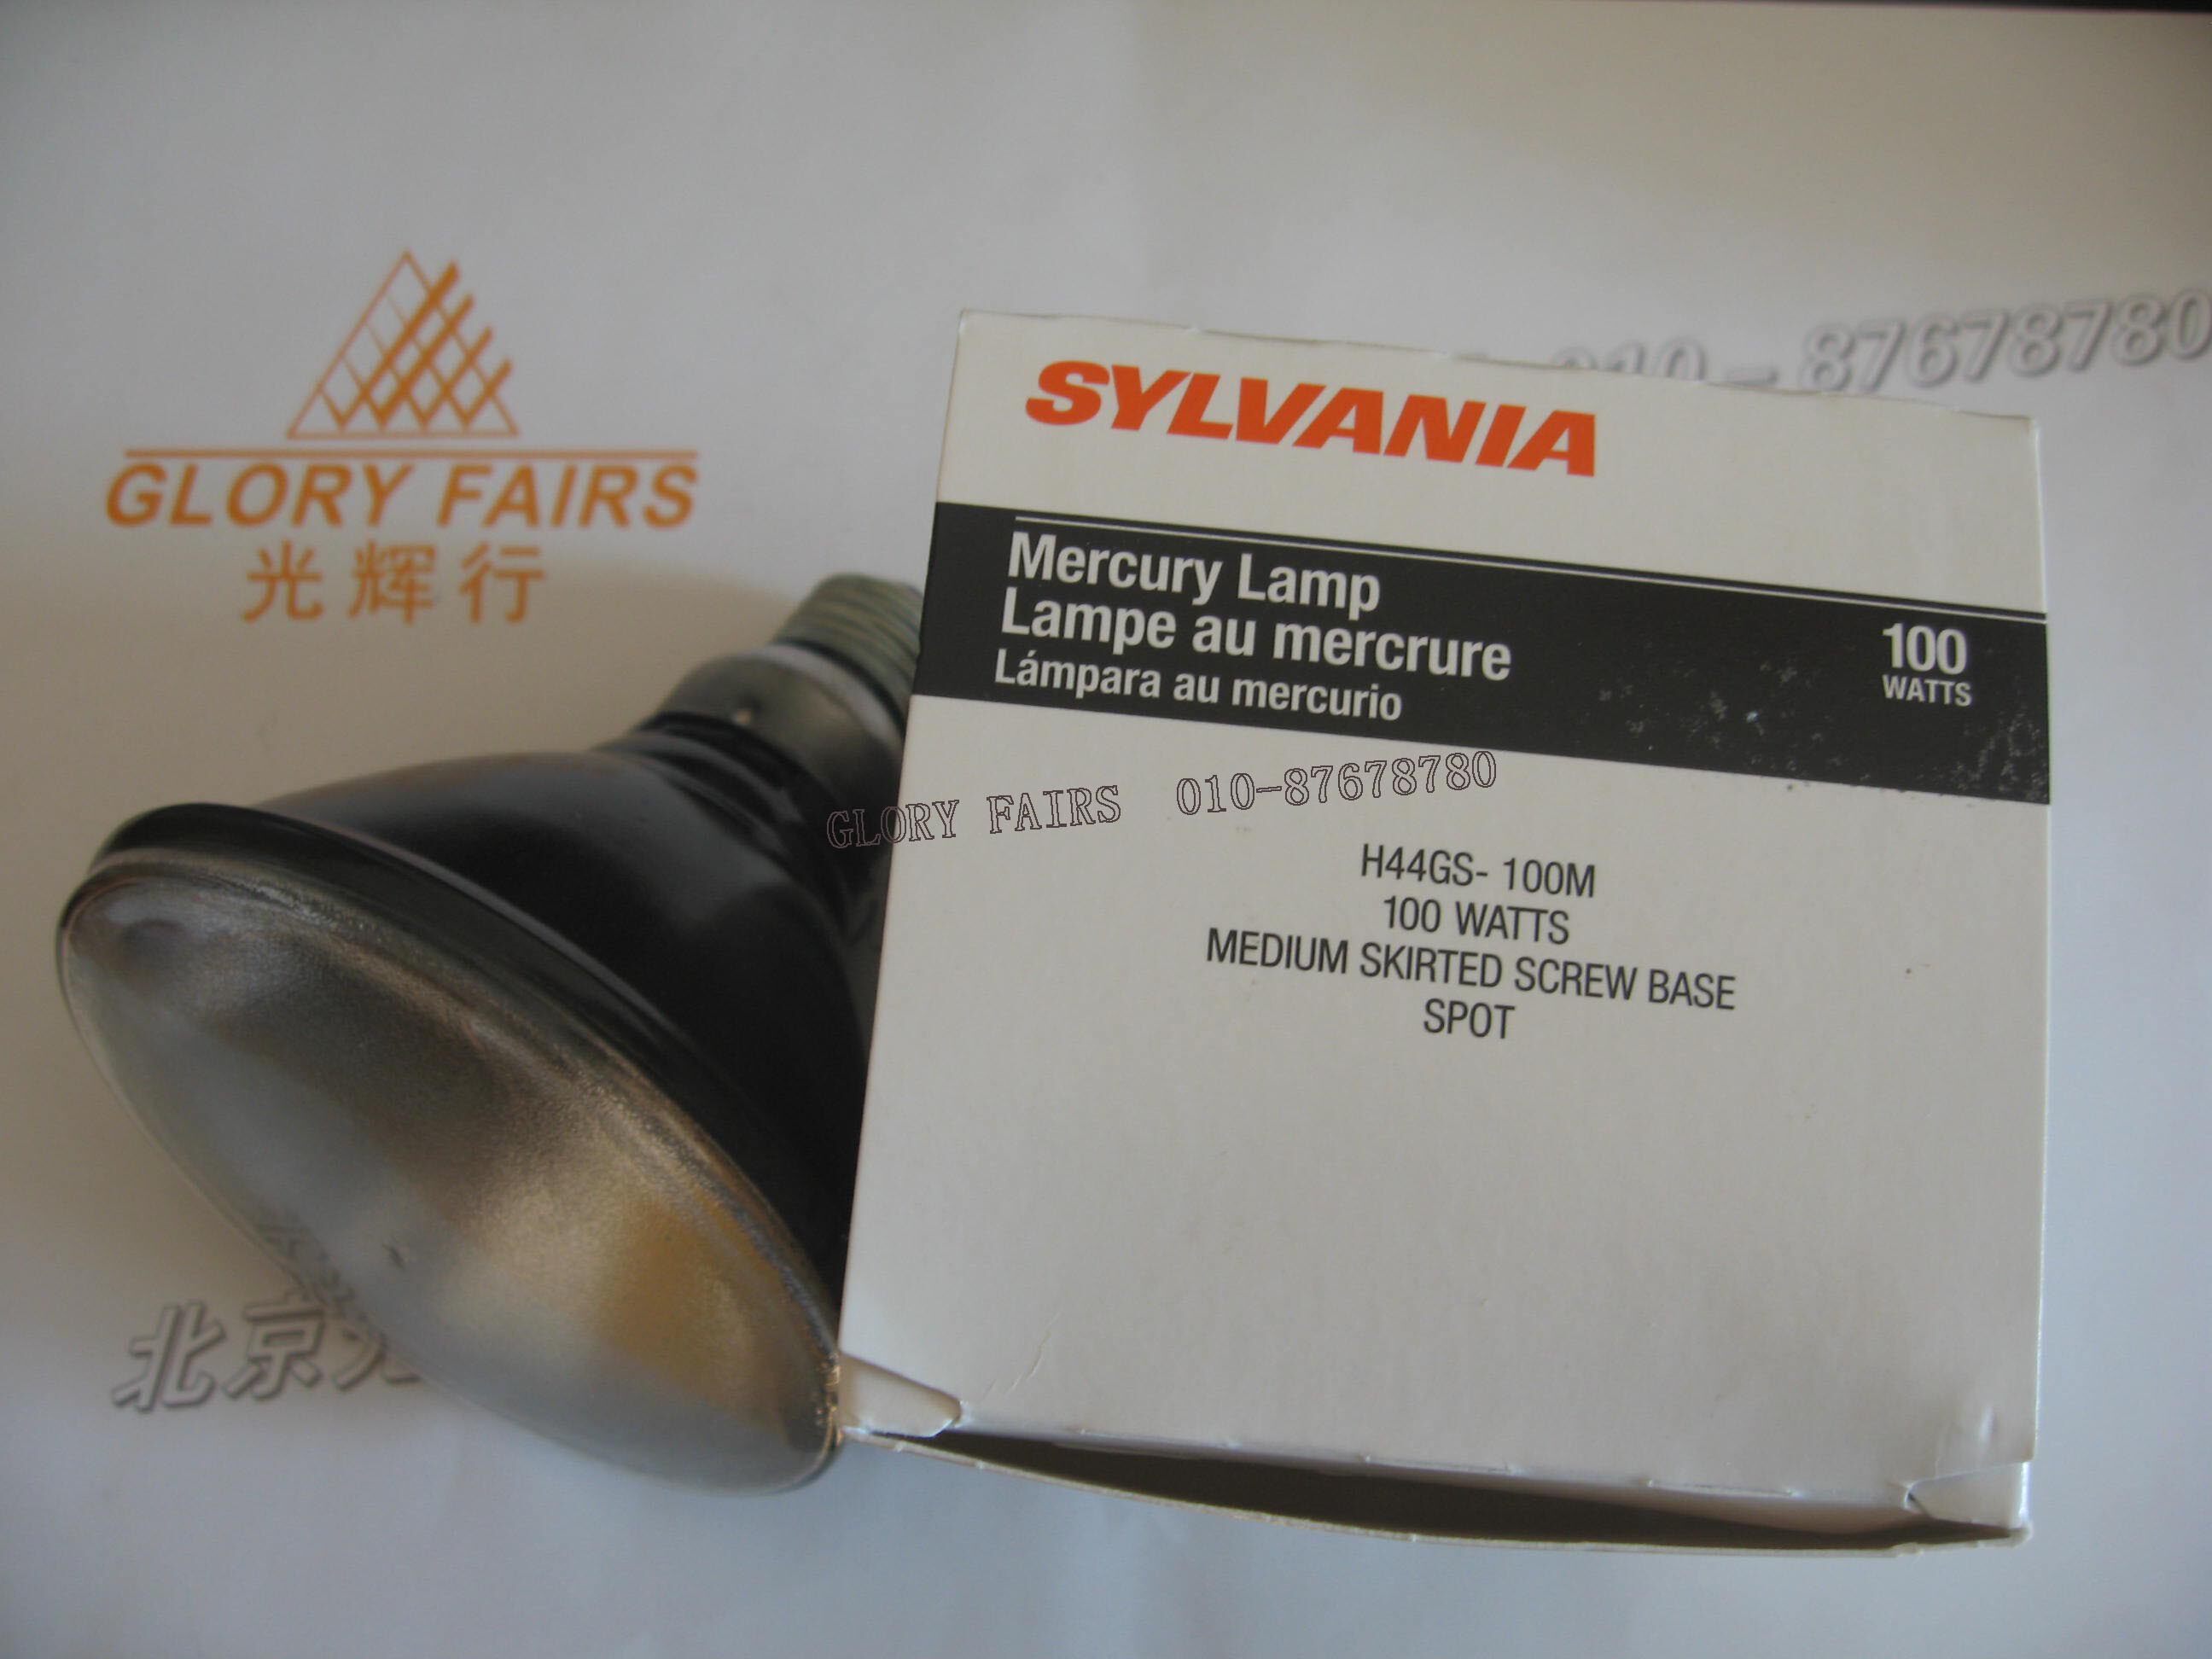 GLORY FAIRS
光辉行
010-87678780
SYLVANIA
Mercury Lamp
Lampe au mercrure
Lámpara au mercurio
100
WATTS
GLORY FAIRS 010-87678780
H44GS- 100M
100 WATTS
MEDIUM SKIRTED SCREW BASE
SPOT
北京